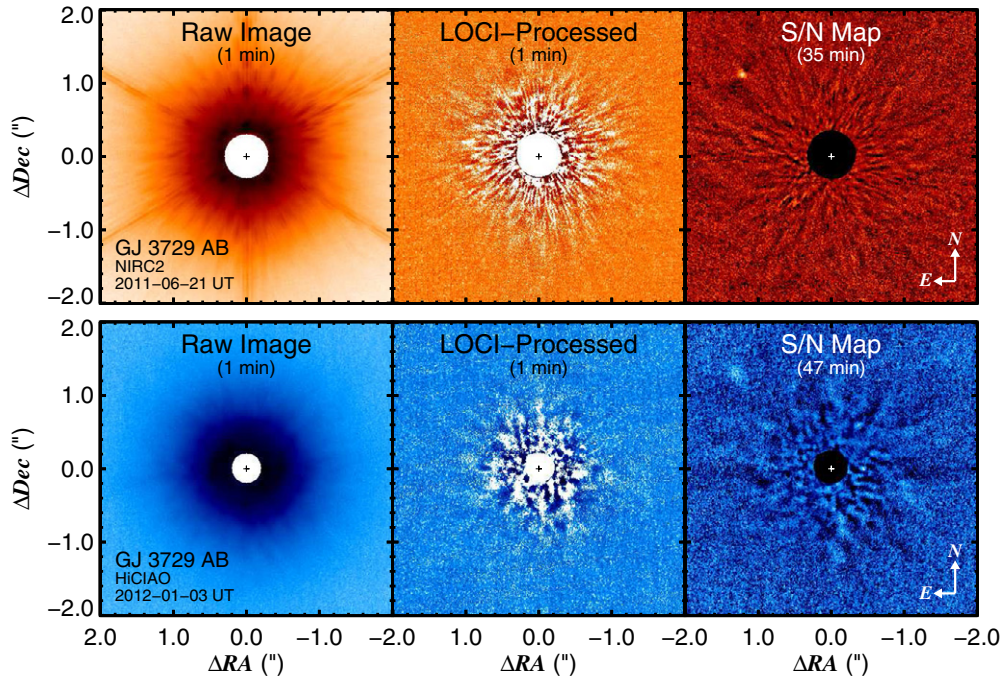 Raw Image
(1 min)
LOCI−Processed
(1 min)
S/N Map
(35 min)
2.0
1.0
0.0
−1.0
−2.0
ΔDec (")
GJ 3729 AB
NIRC2
2011−06−21 UT
N
E
Raw Image
(1 min)
LOCI−Processed
(1 min)
S/N Map
(47 min)
2.0
1.0
0.0
−1.0
−2.0
ΔDec (")
GJ 3729 AB
HiCIAO
2012−01−03 UT
N
E
2.0 1.0 0.0 −1.0 −2.0 1.0 0.0 −1.0 −2.0 1.0 0.0 −1.0 −2.0
ΔRA (") ΔRA (") ΔRA (")